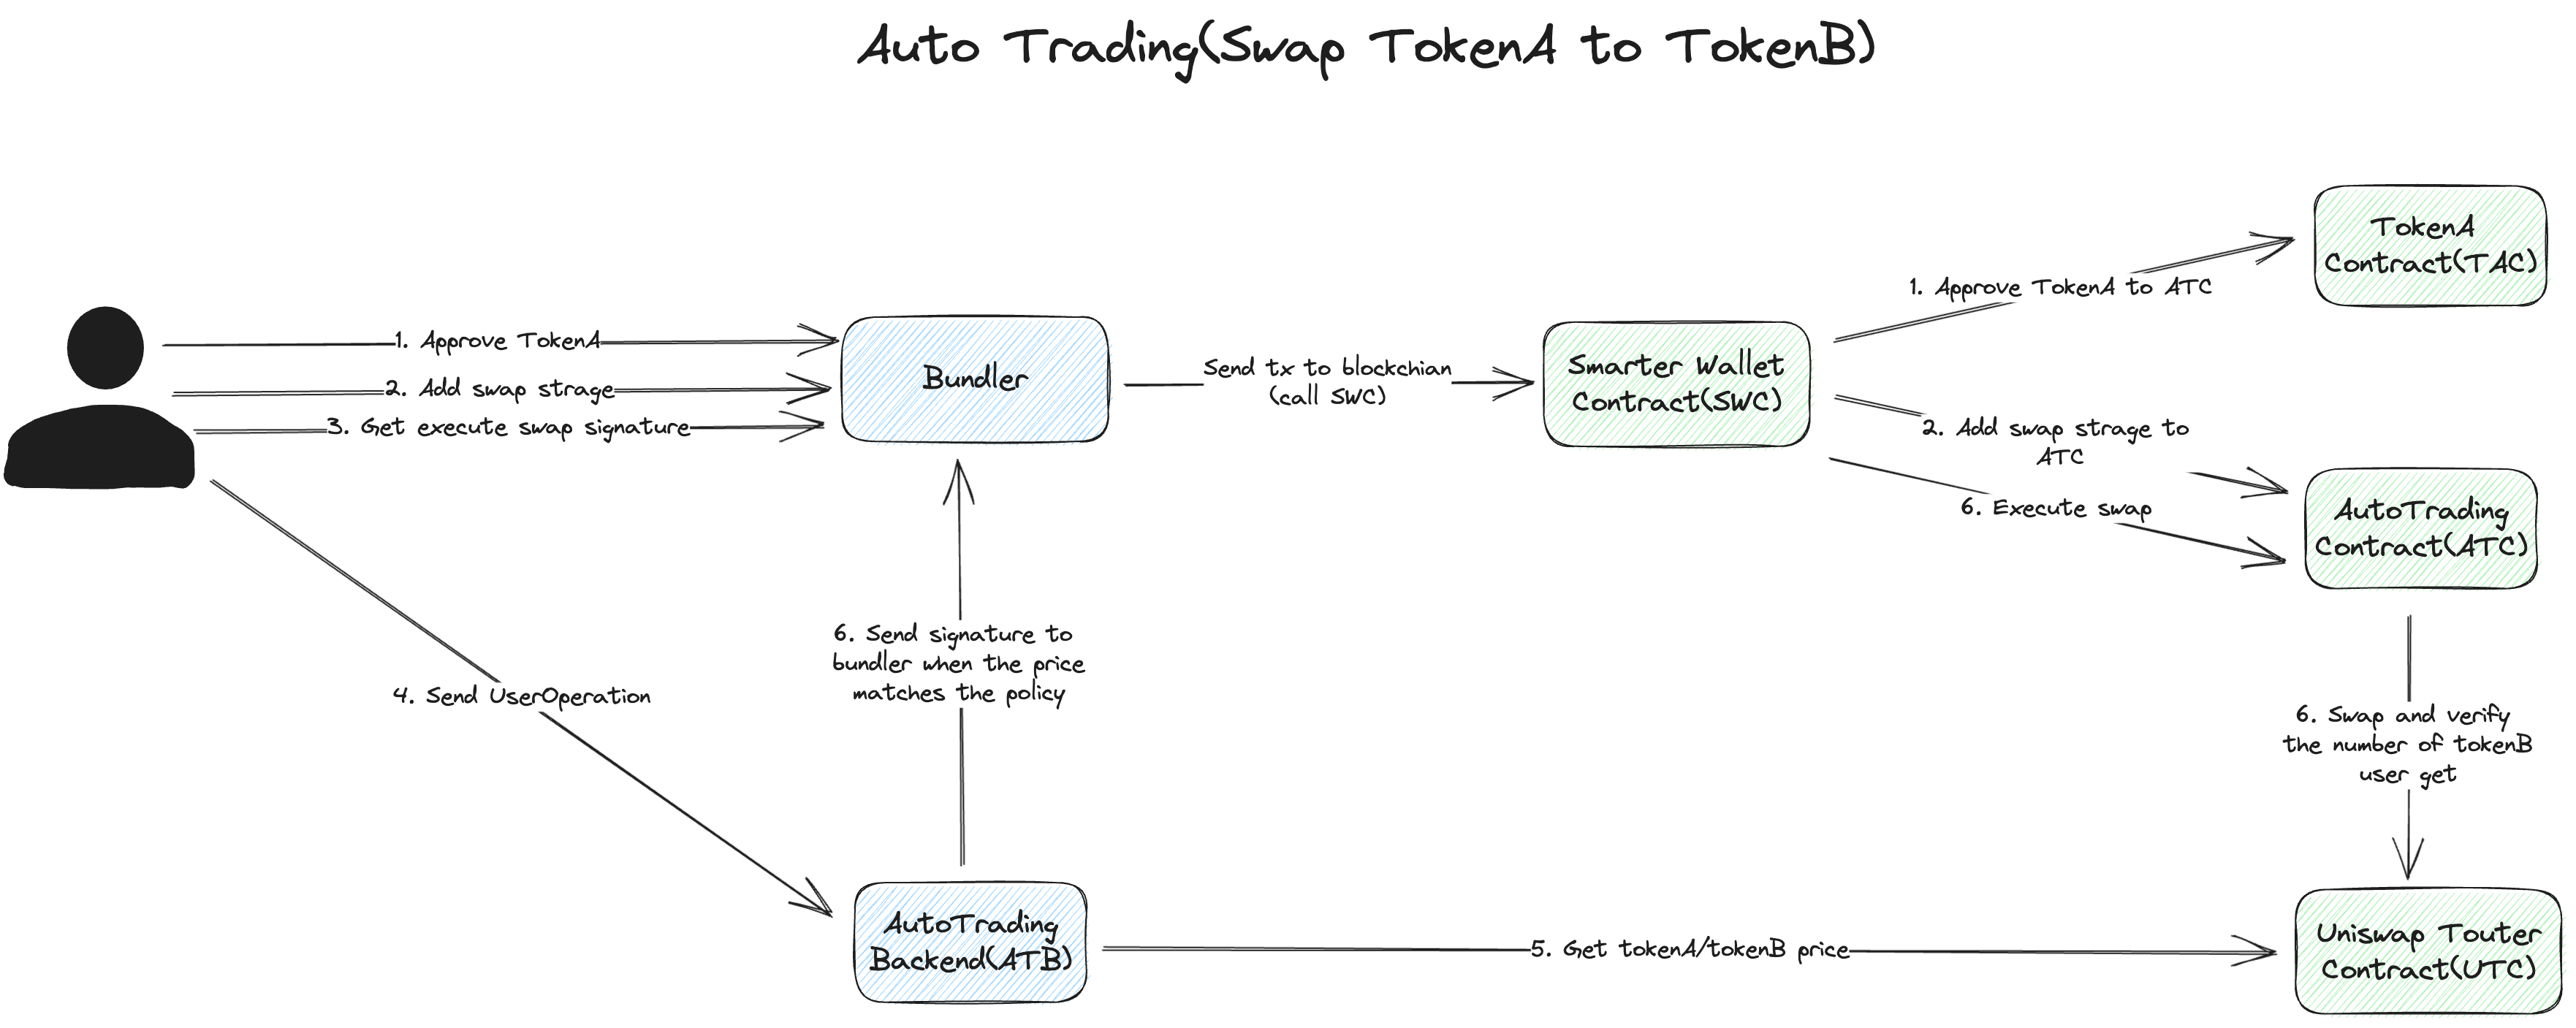 Auto Trading(Swap TokenA to TokenB)
1. Approve TokenA
2. Add swap strage
3. Get execute swap signature
Bundler
Send tx to blockchian
(call SWC)
Smarter Wallet
Contract(SWC)
1. Approve TokenA to ATC
TokenA
Contract(TAC)
2. Add swap strage to
ATC
6. Execute swap
AutoTrading
Contract(ATC)
4. Send UserOperation
6. Send signature to
bundler when the price
matches the policy
6. Swap and verify
the number of tokenB
user get
AutoTrading
Backend(ATB)
5. Get tokenA/tokenB price
Uniswap Touter
Contract(UTC)